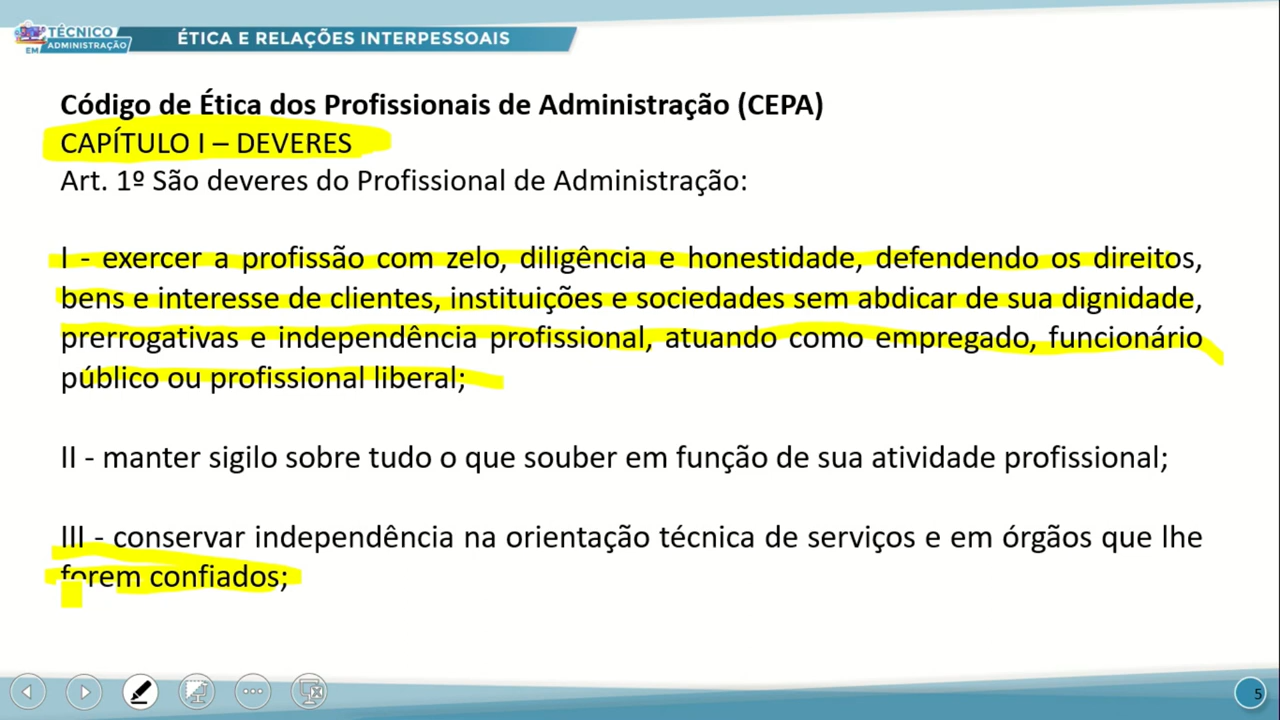 TÉCNICO
EM ADMINISTRAÇÃO
ÉTICA E RELAÇÕES INTERPESSOAIS
Código de Ética dos Profissionais de Administração (CEPA)
CAPÍTULO I – DEVERES
Art. 1º São deveres do Profissional de Administração:
I - exercer a profissão com zelo, diligência e honestidade, defendendo os direitos,
bens e interesse de clientes, instituições e sociedades sem abdicar de sua dignidade,
prerrogativas e independência profissional, atuando como empregado, funcionário
público ou profissional liberal;
II - manter sigilo sobre tudo o que souber em função de sua atividade profissional;
III - conservar independência na orientação técnica de serviços e em órgãos que lhe
forem confiados;
5